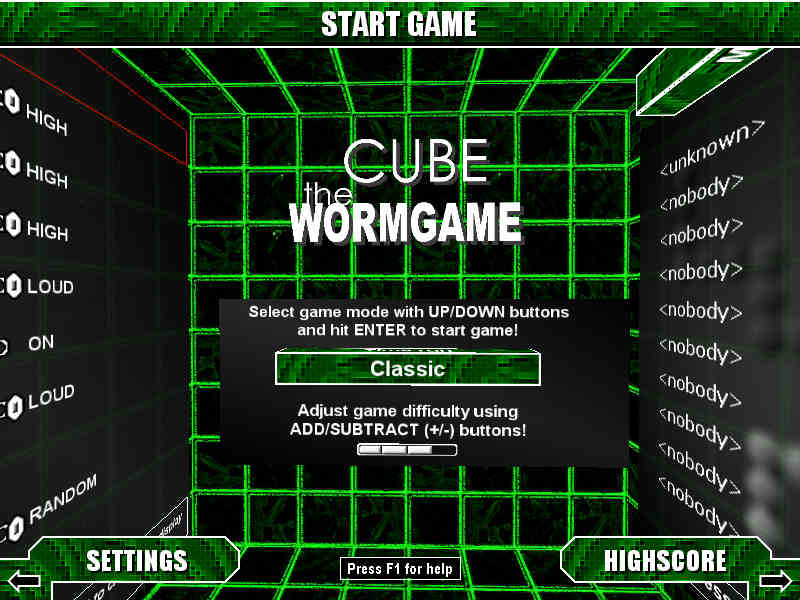 START GAME
HIGH
HIGH
HIGH
LOUD
ON
LOUD
RANDOM
CUBE
the
WORMGAME
Select game mode with UP/DOWN buttons
and hit ENTER to start game!
Classic
Adjust game difficulty using
ADD/SUBTRACT (+/-) buttons!
<unknown>
<nobody>
<nobody>
<nobody>
<nobody>
<nobody>
<nobody>
<nobody>
<nobody>
<nobody>
display
SETTINGS
Press F1 for help
HIGHSCORE